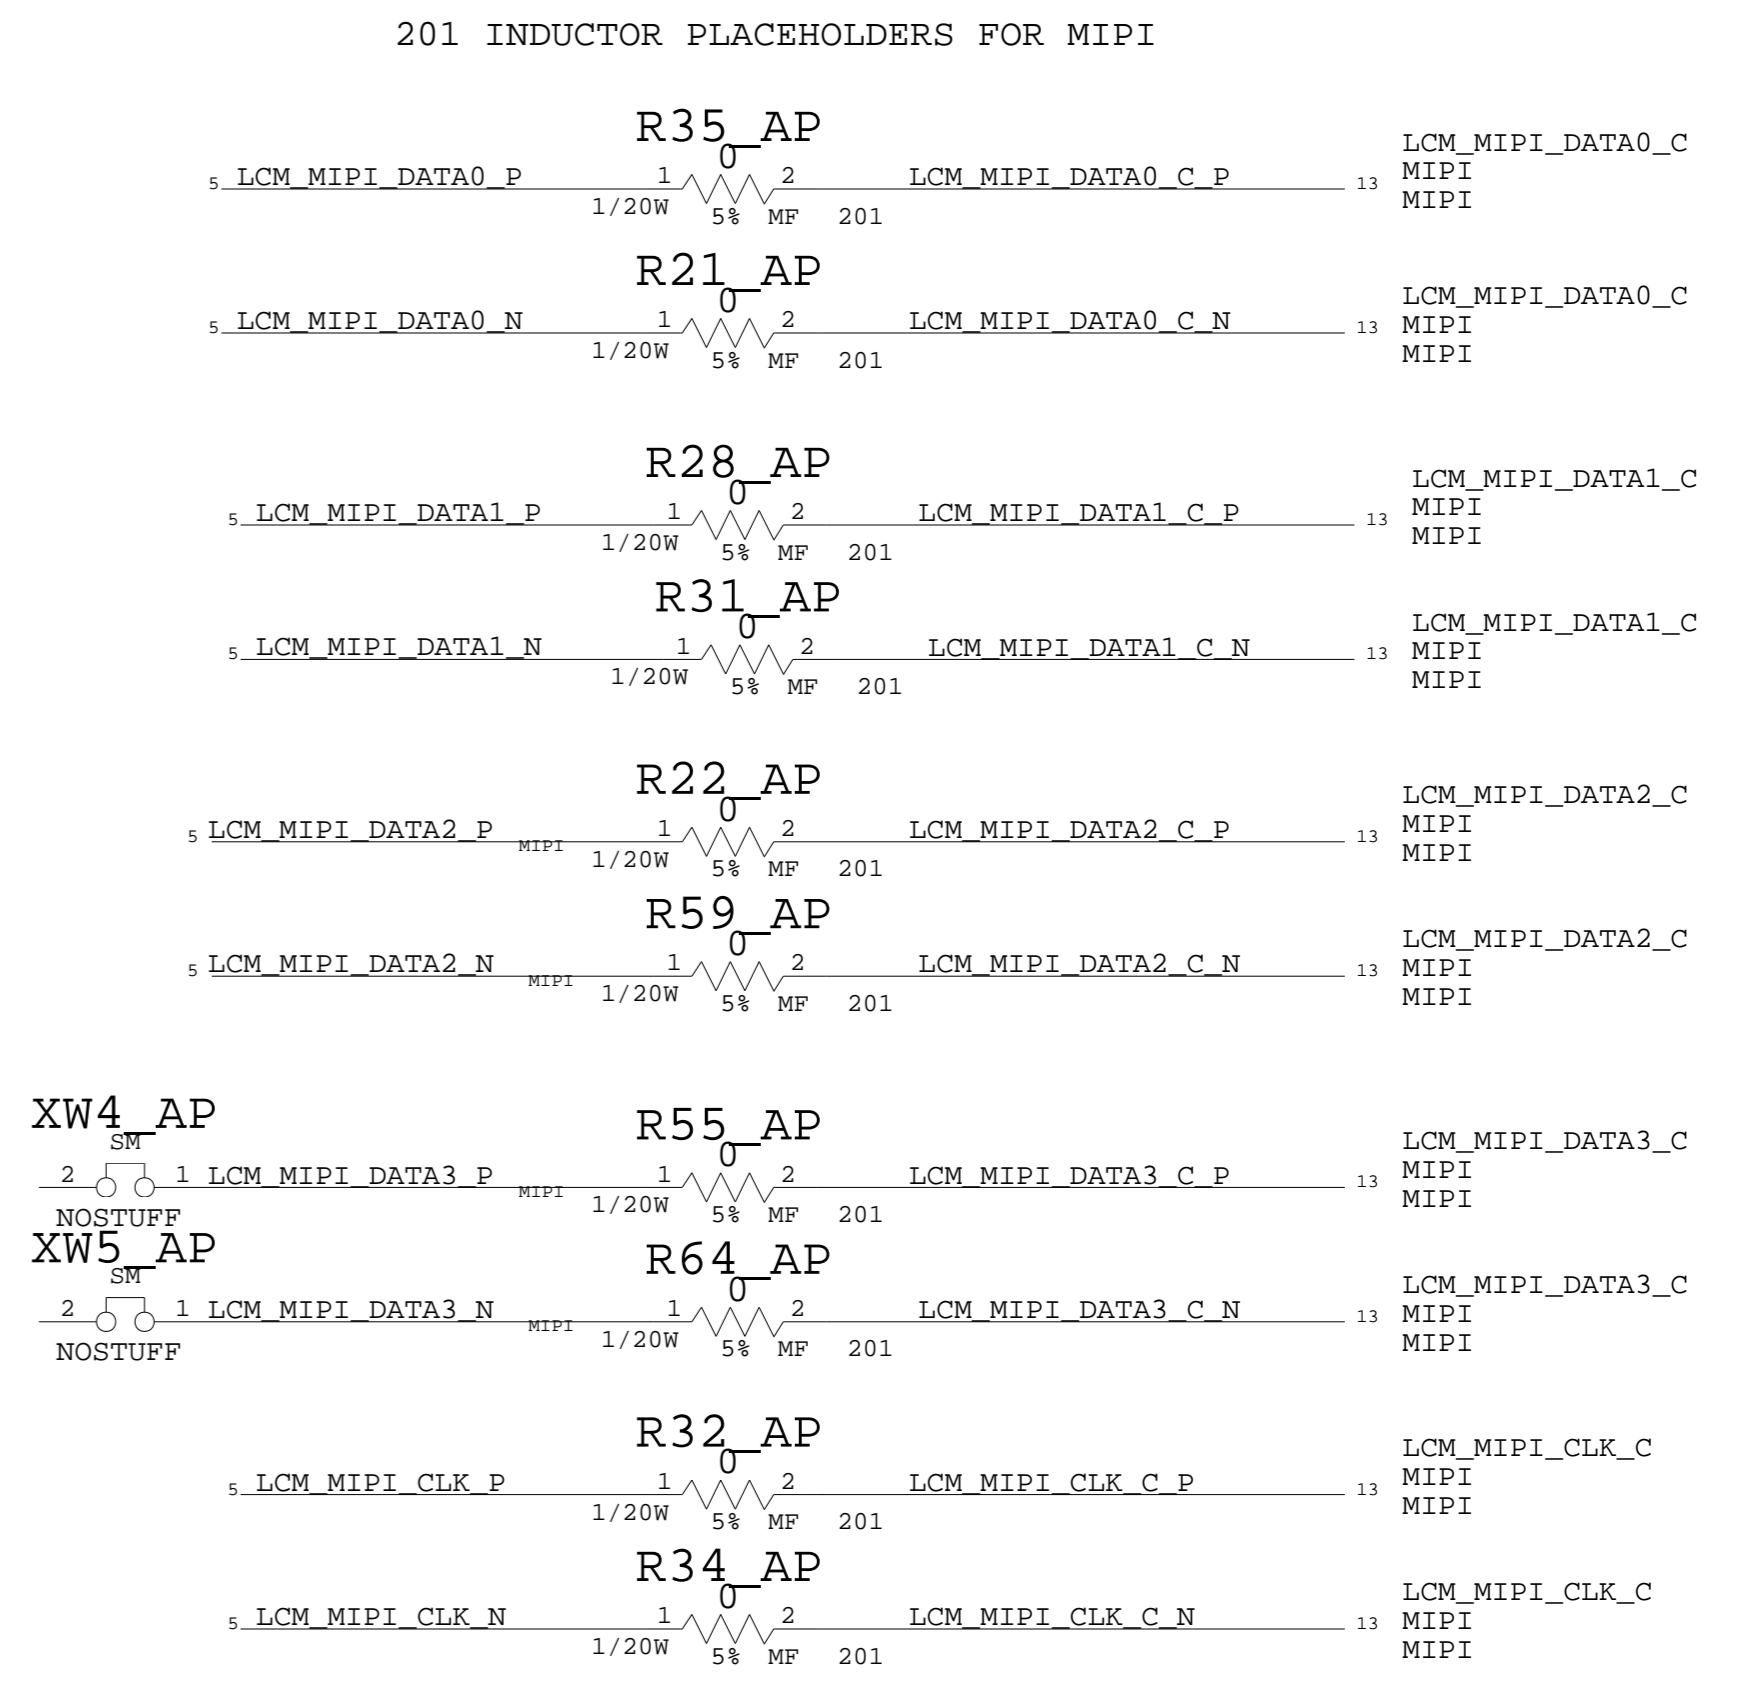 201 INDUCTOR PLACEHOLDERS FOR MIPI
R35_AP
0
5 LCM_MIPI_DATA0_P 1 2 LCM_MIPI_DATA0_C_P 13
1/20W 5% MF 201
LCM_MIPI_DATA0_C
MIPI
MIPI
R21_AP
0
5 LCM_MIPI_DATA0_N 1 2 LCM_MIPI_DATA0_C_N 13
1/20W 5% MF 201
LCM_MIPI_DATA0_C
MIPI
MIPI
R28_AP
0
5 LCM_MIPI_DATA1_P 1 2 LCM_MIPI_DATA1_C_P 13
1/20W 5% MF 201
LCM_MIPI_DATA1_C
MIPI
MIPI
R31_AP
0
5 LCM_MIPI_DATA1_N 1 2 LCM_MIPI_DATA1_C_N 13
1/20W 5% MF 201
LCM_MIPI_DATA1_C
MIPI
MIPI
R22_AP
0
5 LCM_MIPI_DATA2_P MIPI 1 2 LCM_MIPI_DATA2_C_P 13
1/20W 5% MF 201
LCM_MIPI_DATA2_C
MIPI
MIPI
R59_AP
0
5 LCM_MIPI_DATA2_N MIPI 1 2 LCM_MIPI_DATA2_C_N 13
1/20W 5% MF 201
LCM_MIPI_DATA2_C
MIPI
MIPI
XW4_AP
SM
R55_AP
0
2 1 LCM_MIPI_DATA3_P MIPI 1 2 LCM_MIPI_DATA3_C_P 13
NOSTUFF
1/20W 5% MF 201
LCM_MIPI_DATA3_C
MIPI
MIPI
XW5_AP
SM
R64_AP
0
2 1 LCM_MIPI_DATA3_N MIPI 1 2 LCM_MIPI_DATA3_C_N 13
NOSTUFF
1/20W 5% MF 201
LCM_MIPI_DATA3_C
MIPI
MIPI
R32_AP
0
5 LCM_MIPI_CLK_P 1 2 LCM_MIPI_CLK_C_P 13
1/20W 5% MF 201
LCM_MIPI_CLK_C
MIPI
MIPI
R34_AP
0
5 LCM_MIPI_CLK_N 1 2 LCM_MIPI_CLK_C_N 13
1/20W 5% MF 201
LCM_MIPI_CLK_C
MIPI
MIPI